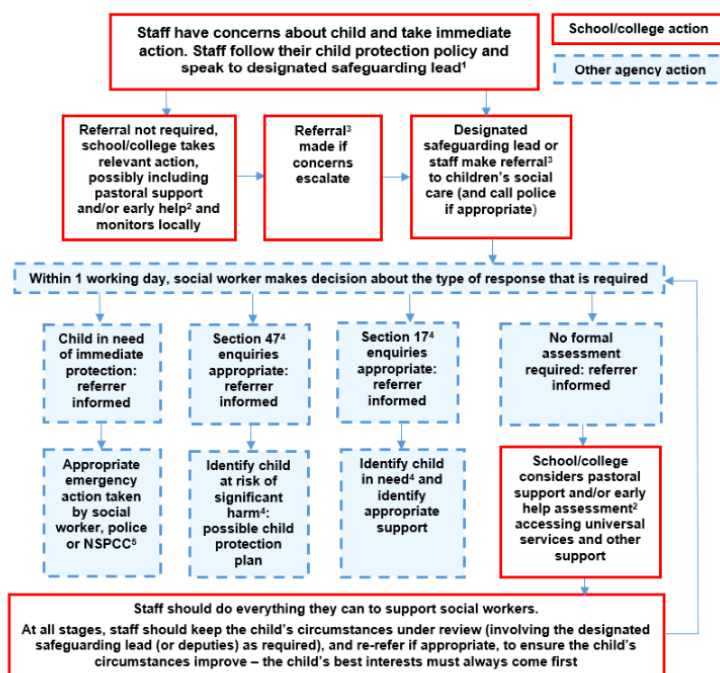 Staff have concerns about child and take immediate
action. Staff follow their child protection policy and
speak to designated safeguarding lead¹
School/college action
Other agency action
Referral not required,
school/college takes
relevant action,
possibly including
pastoral support
and/or early help² and
monitors locally
Referral³
made if
concerns
escalate
Designated
safeguarding lead or
staff make referral³
to children’s social
care (and call police
if appropriate)
Within 1 working day, social worker makes decision about the type of response that is required
Child in need
of immediate
protection:
referrer
informed
Section 47⁴
enquiries
appropriate:
referrer
informed
Section 17⁴
enquiries
appropriate:
referrer
informed
No formal
assessment
required: referrer
informed
Appropriate
emergency
action taken
by social
worker, police
or NSPCC⁵
Identify child
at risk of
significant
harm⁴:
possible child
protection
plan
Identify child
in need⁴ and
identify
appropriate
support
School/college
considers pastoral
support and/or early
help assessment²
accessing universal
services and other
support
Staff should do everything they can to support social workers.
At all stages, staff should keep the child’s circumstances under review (involving the designated
safeguarding lead (or deputies) as required), and re-refer if appropriate, to ensure the child’s
circumstances improve – the child’s best interests must always come first